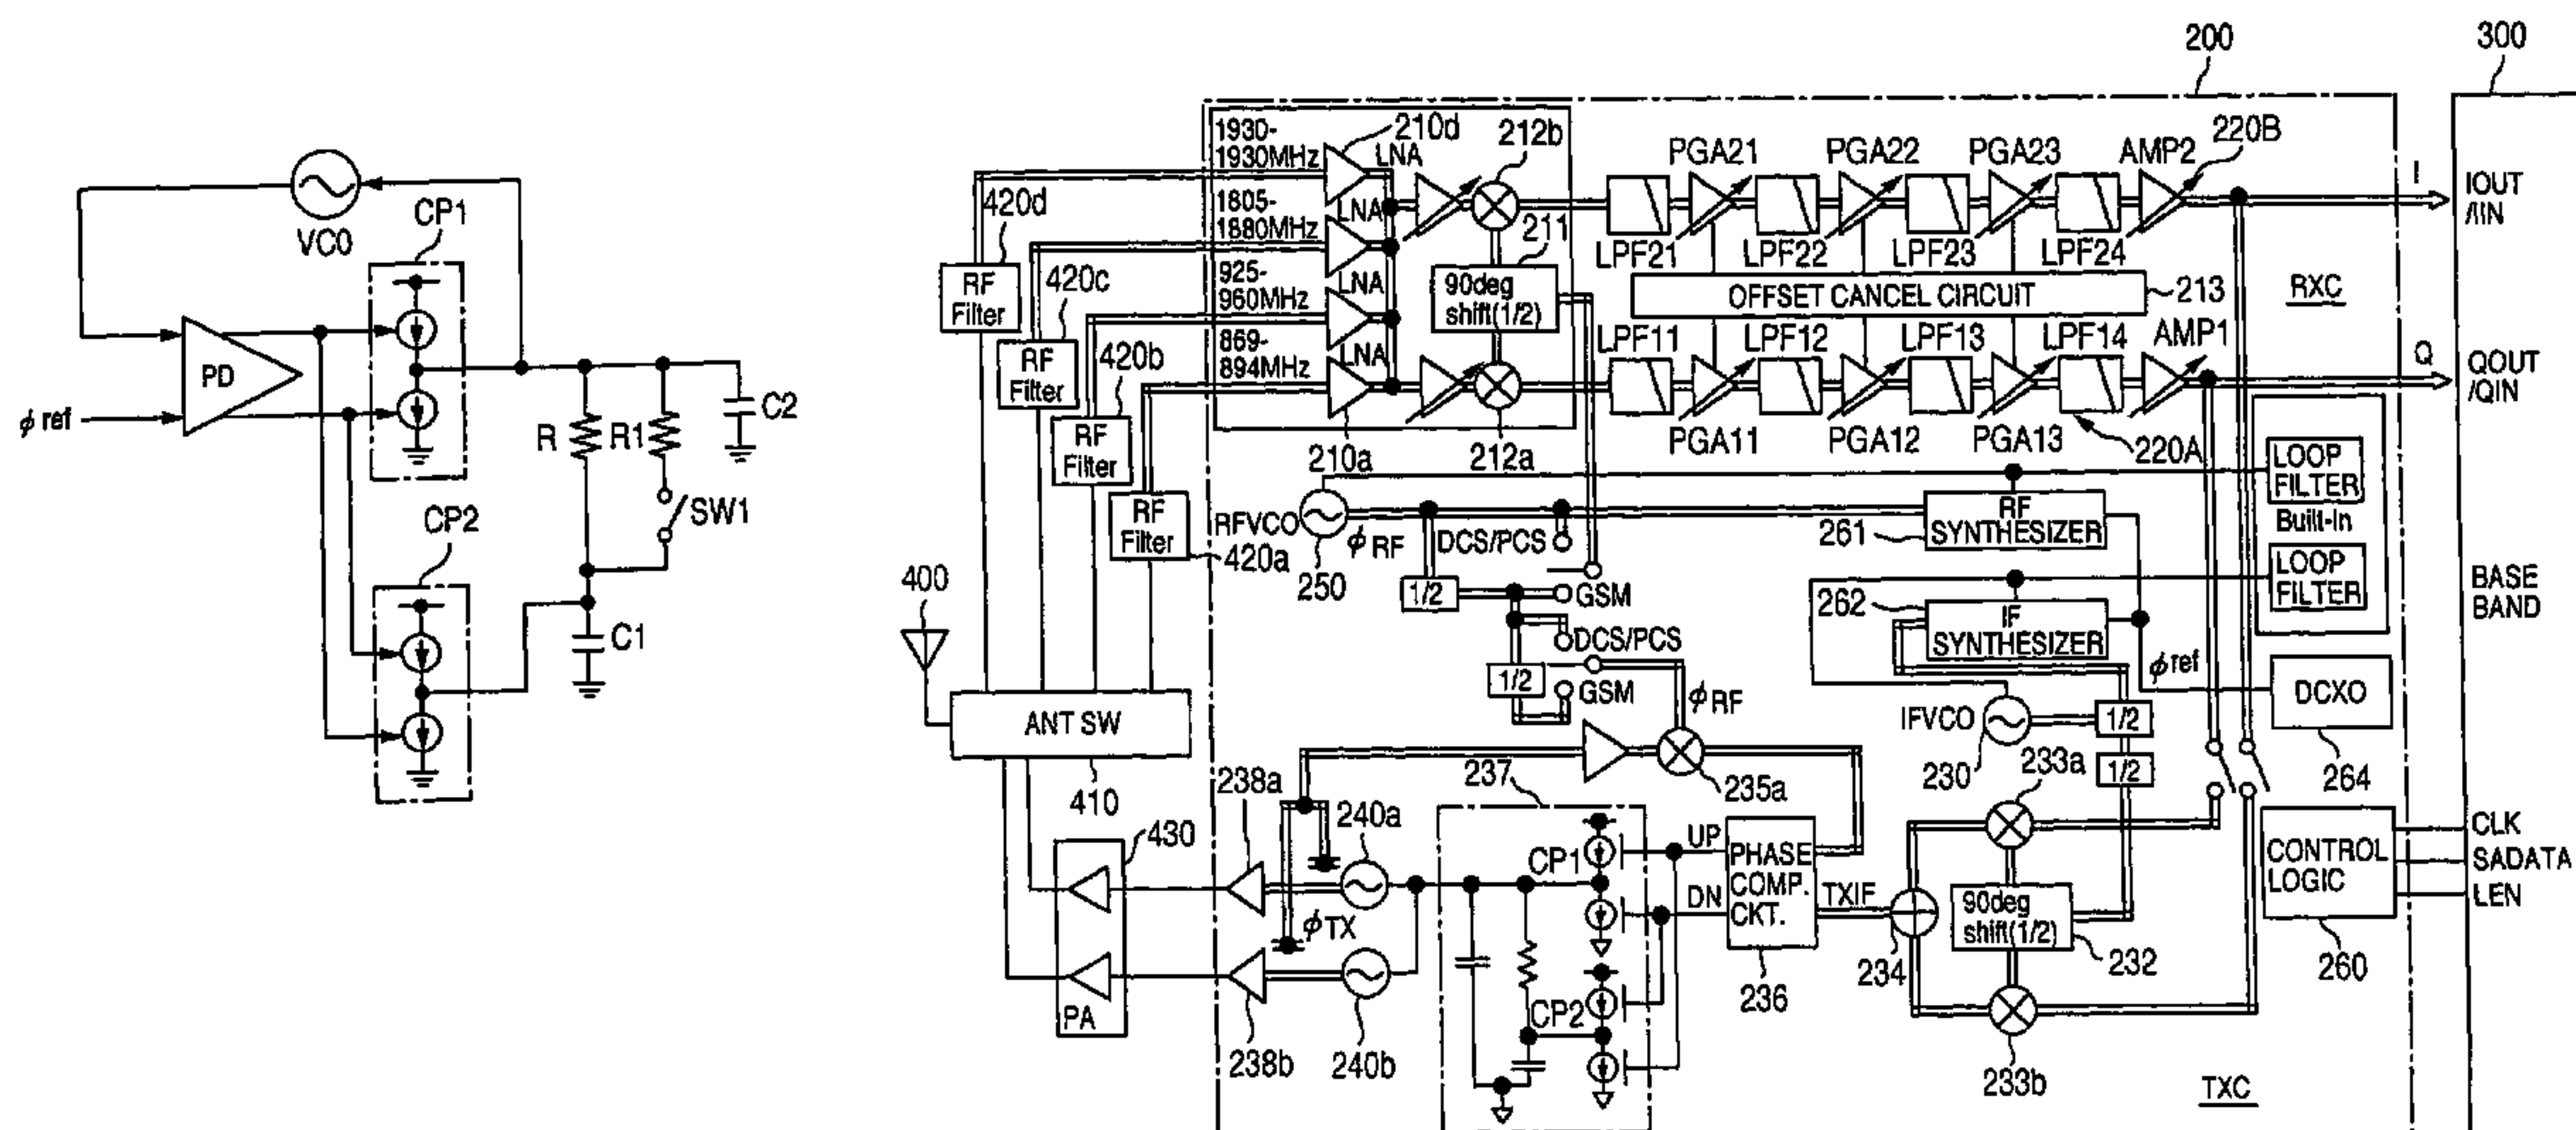 VCO
CP1
PD
φ ref
R
R1
C2
SW1
CP2
C1
200
300
1930-
1930MHz
210d
LNA
212b
PGA21
PGA22
PGA23
AMP2
220B
I
IOUT
/IIN
420d
1805-
1880MHz
LNA
211
LPF21
LPF22
LPF23
LPF24
RF
Filter
420c
925-
960MHz
LNA
90deg
shift(1/2)
OFFSET CANCEL CIRCUIT
213
RXC
RF
Filter
420b
869-
894MHz
LNA
LPF11
LPF12
LPF13
LPF14
AMP1
Q
QOUT
/QIN
RF
Filter
210a
212a
PGA11
PGA12
PGA13
220A
LOOP
FILTER
Built-In
LOOP
FILTER
RF
Filter
420a
RFVCO
250
φRF
DCS/PCS
261
RF
SYNTHESIZER
400
1/2
GSM
262
IF
SYNTHESIZER
BASE
BAND
DCS/PCS
1/2
GSM
φRF
φref
DCXO
264
ANT SW
410
IFVCO
230
1/2
1/2
233a
235a
237
238a
240a
430
CP1
UP
DN
PHASE
COMP.
CKT.
236
TXIF
234
90deg
shift(1/2)
232
CONTROL
LOGIC
260
CLK
SADATA
LEN
φTX
PA
CP2
238b
240b
233b
TXC